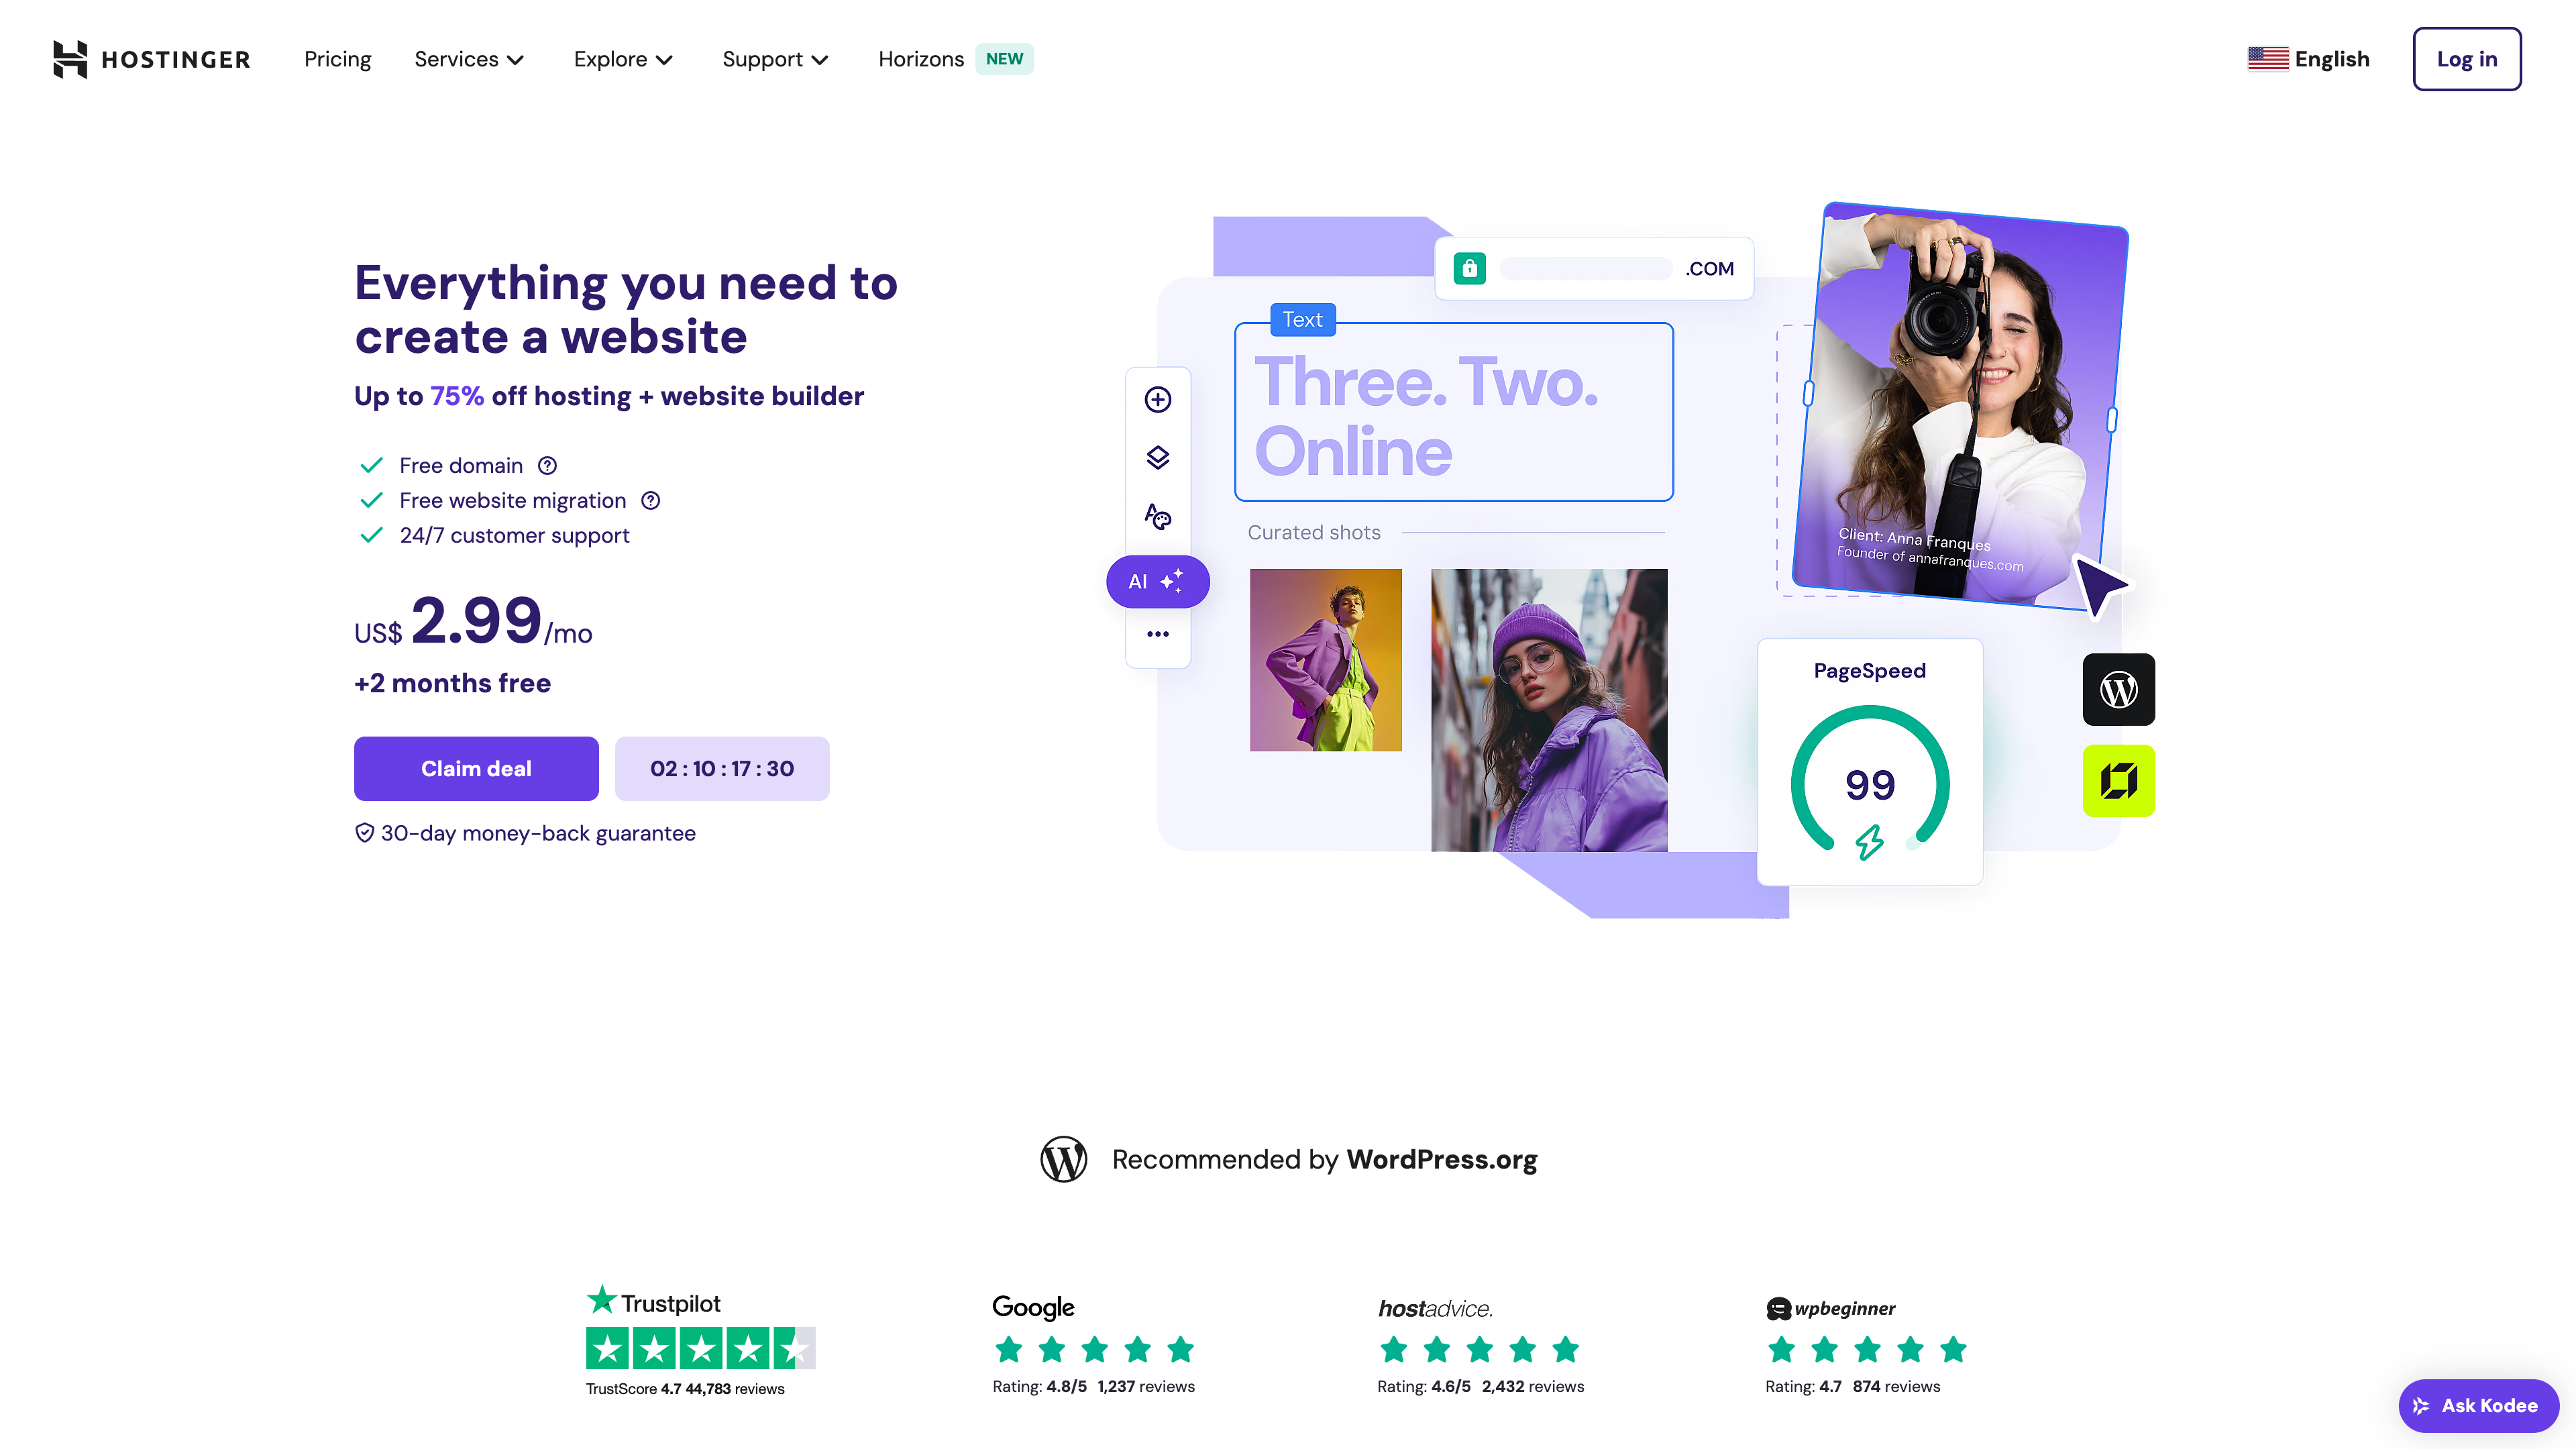 HOSTINGER
Pricing
Services
Explore
Support
Horizons NEW
English
Log in
Everything you need to
create a website
Up to 75% off hosting + website builder
Free domain
Free website migration
24/7 customer support
US$ 2.99/mo
+2 months free
Claim deal
02 : 10 : 17 : 30
30-day money-back guarantee
.COM
Text
Three. Two.
Online
Curated shots
AI
Client: Anna Franques
Founder of annafranques.com
PageSpeed
99
Recommended by WordPress.org
Trustpilot
TrustScore 4.7 44,783 reviews
Google
Rating: 4.8/5 1,237 reviews
hostadvice.
Rating: 4.6/5 2,432 reviews
wpbeginner
Rating: 4.7 874 reviews
Ask Kodee